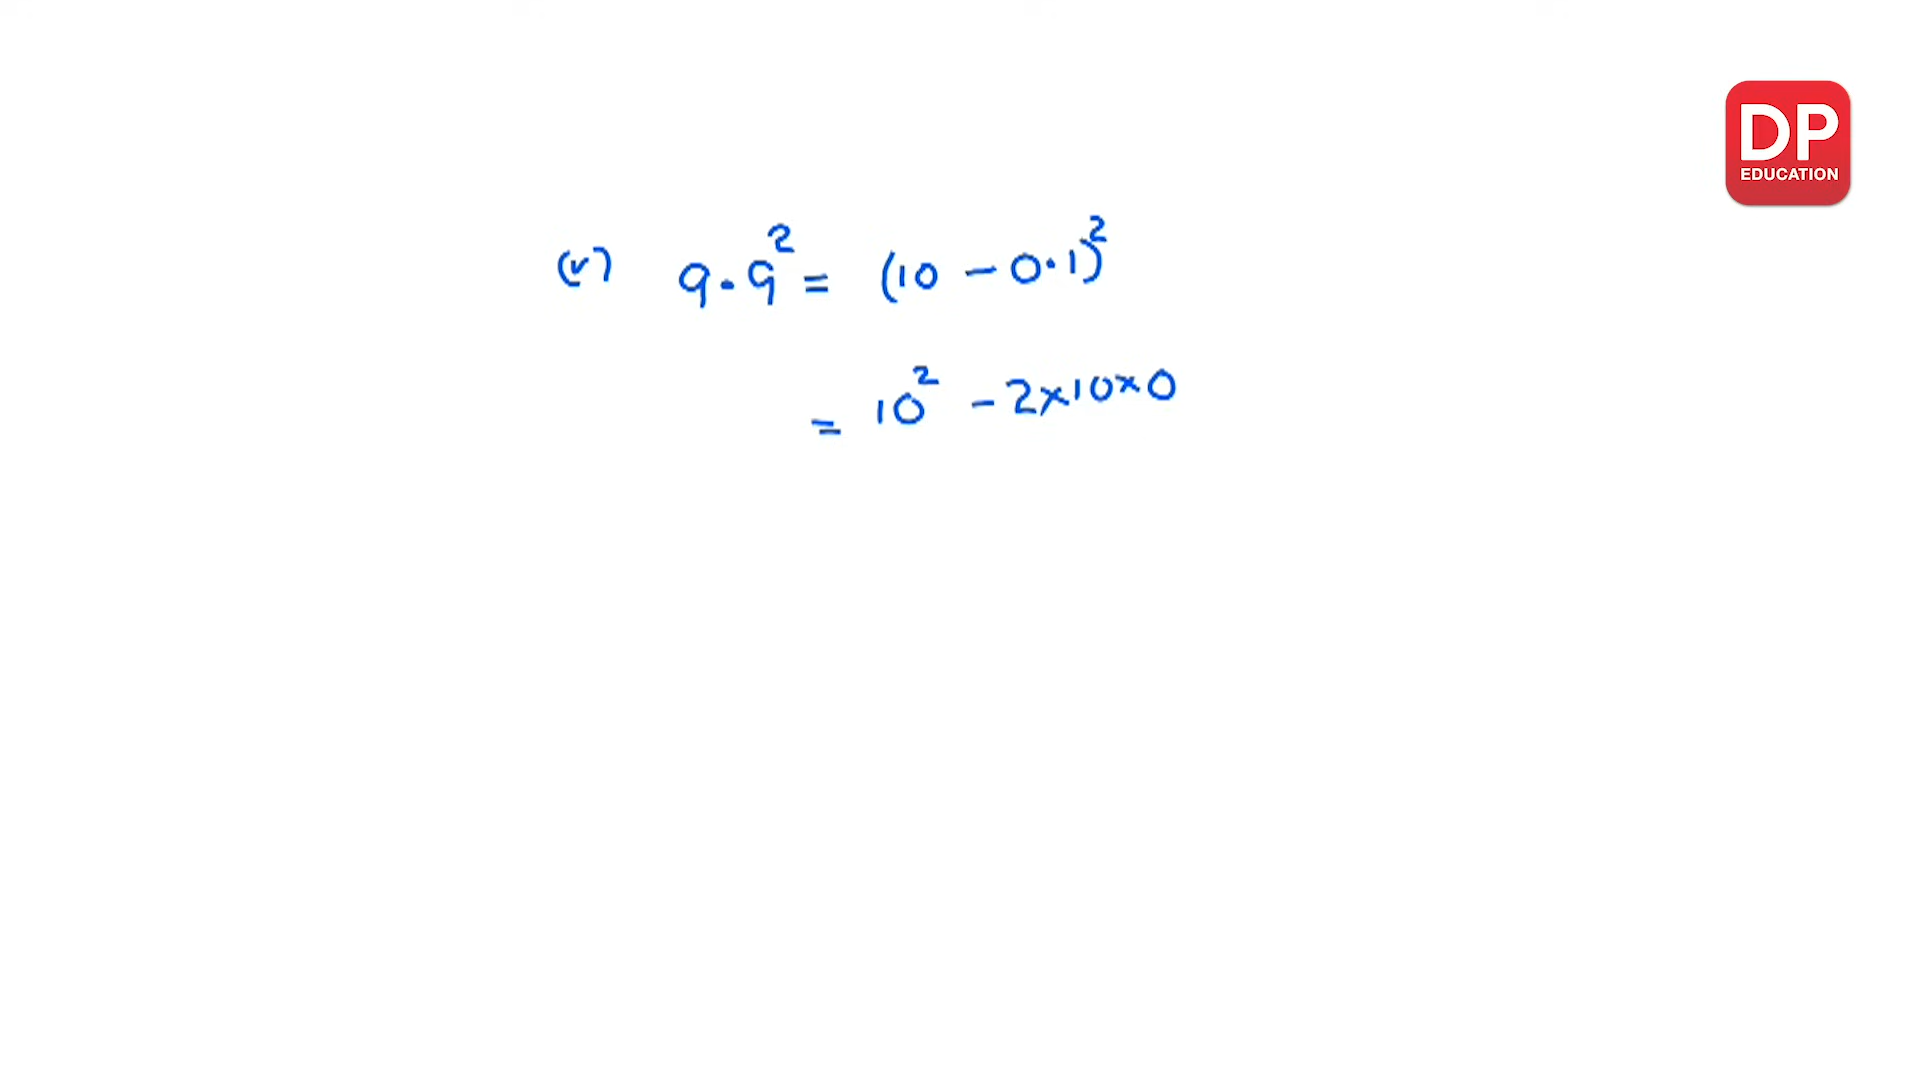 DP
EDUCATION
(v) 9.9² = (10 - 0.1)²
= 10² - 2×10×0